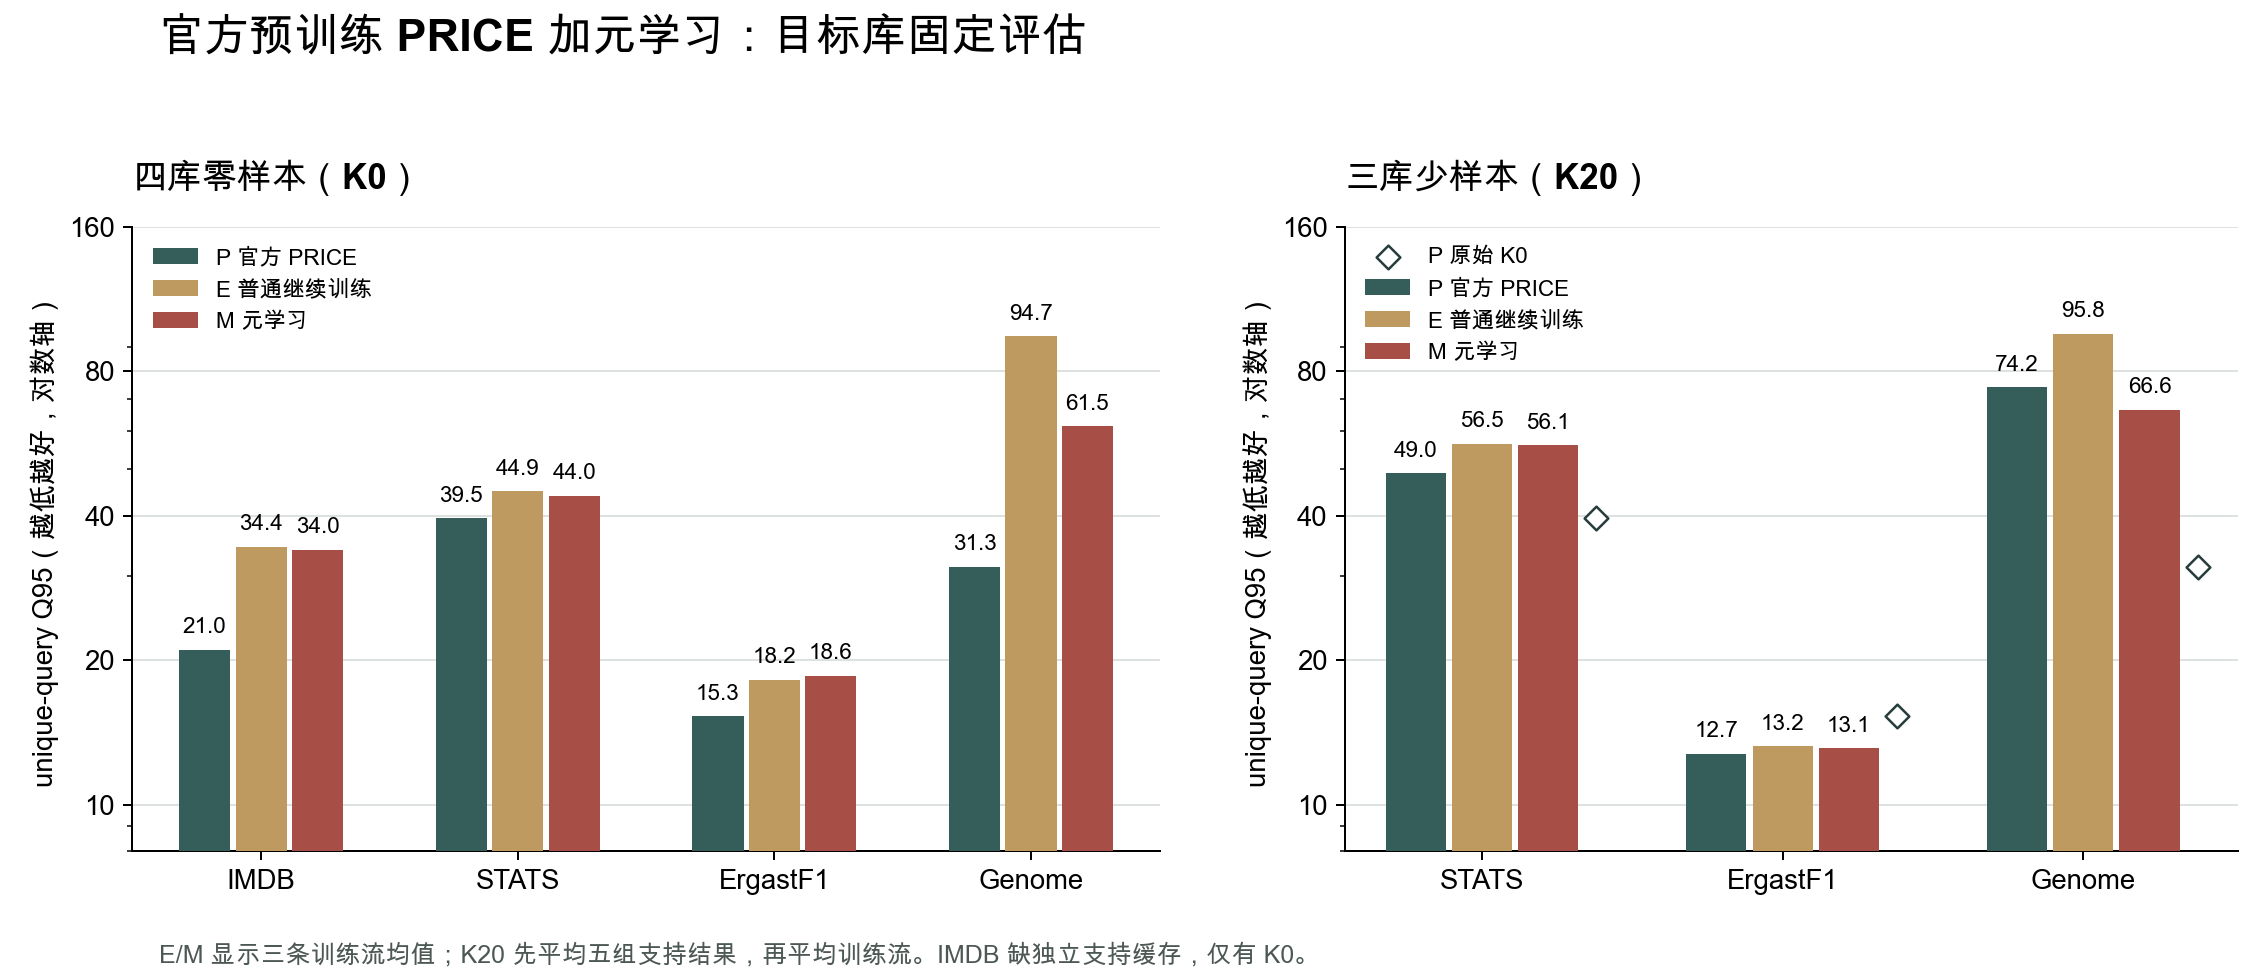 官方预训练 PRICE 加元学习：目标库固定评估
四库零样本（K0）
unique-query Q95（越低越好，对数轴）
160
80
40
20
10
P 官方 PRICE
E 普通继续训练
M 元学习
21.0
34.4
34.0
39.5
44.9
44.0
15.3
18.2
18.6
31.3
94.7
61.5
IMDB
STATS
ErgastF1
Genome
三库少样本（K20）
unique-query Q95（越低越好，对数轴）
160
80
40
20
10
P 原始 K0
P 官方 PRICE
E 普通继续训练
M 元学习
49.0
56.5
56.1
12.7
13.2
13.1
74.2
95.8
66.6
STATS
ErgastF1
Genome
E/M 显示三条训练流均值；K20 先平均五组支持结果，再平均训练流。IMDB 缺独立支持缓存，仅有 K0。